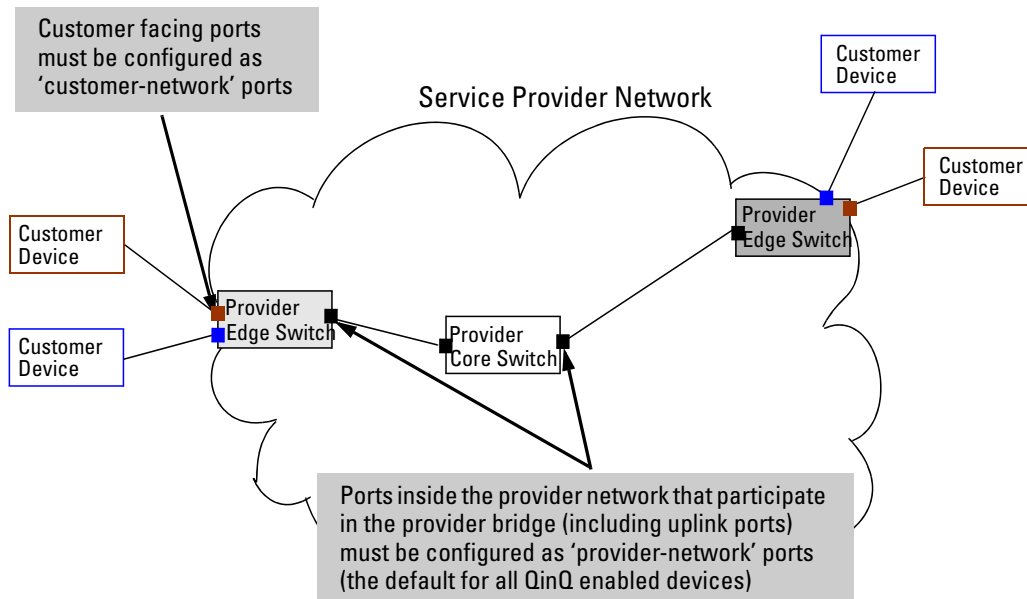 Customer facing ports
must be configured as
‘customer-network’ ports
Service Provider Network
Customer
Device
Customer
Device
Provider
Edge Switch
Customer
Device
Provider
Edge Switch
Provider
Core Switch
Customer
Device
Ports inside the provider network that participate
in the provider bridge (including uplink ports)
must be configured as ‘provider-network’ ports
(the default for all QinQ enabled devices)